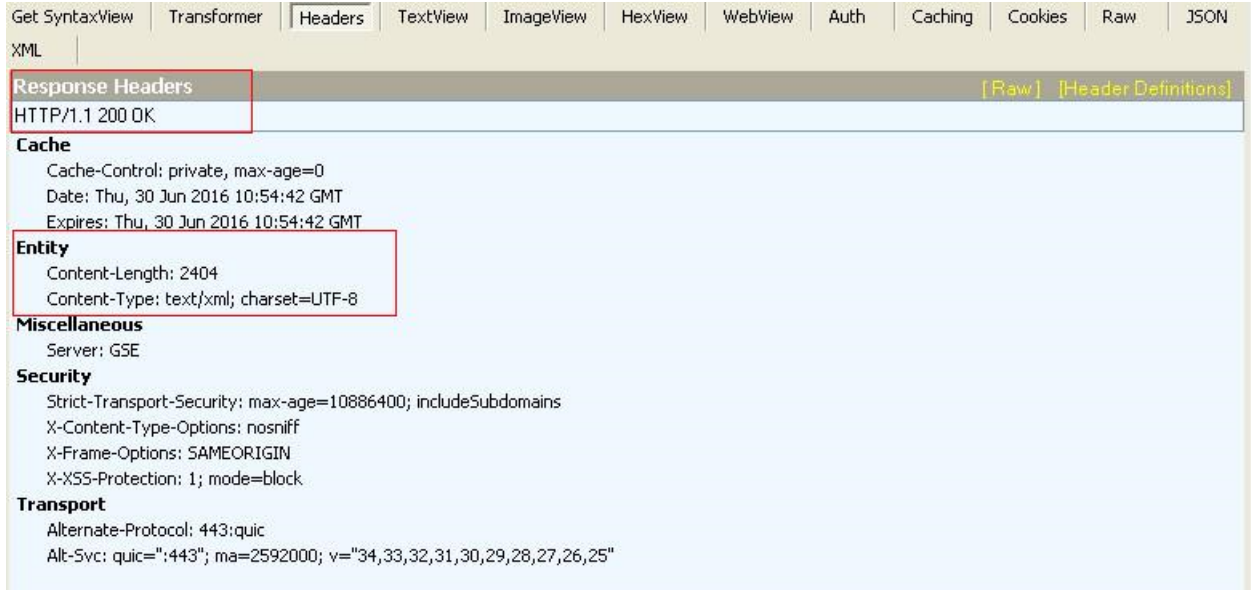 Get SyntaxView Transformer Headers TextView ImageView HexView WebView Auth Caching Cookies Raw JSON
XML
Response Headers [Raw] [Header Definitions]
HTTP/1.1 200 OK
Cache
Cache-Control: private, max-age=0
Date: Thu, 30 Jun 2016 10:54:42 GMT
Expires: Thu, 30 Jun 2016 10:54:42 GMT
Entity
Content-Length: 2404
Content-Type: text/xml; charset=UTF-8
Miscellaneous
Server: GSE
Security
Strict-Transport-Security: max-age=10886400; includeSubdomains
X-Content-Type-Options: nosniff
X-Frame-Options: SAMEORIGIN
X-XSS-Protection: 1; mode=block
Transport
Alternate-Protocol: 443:quic
Alt-Svc: quic=":443"; ma=2592000; v="34,33,32,31,30,29,28,27,26,25"